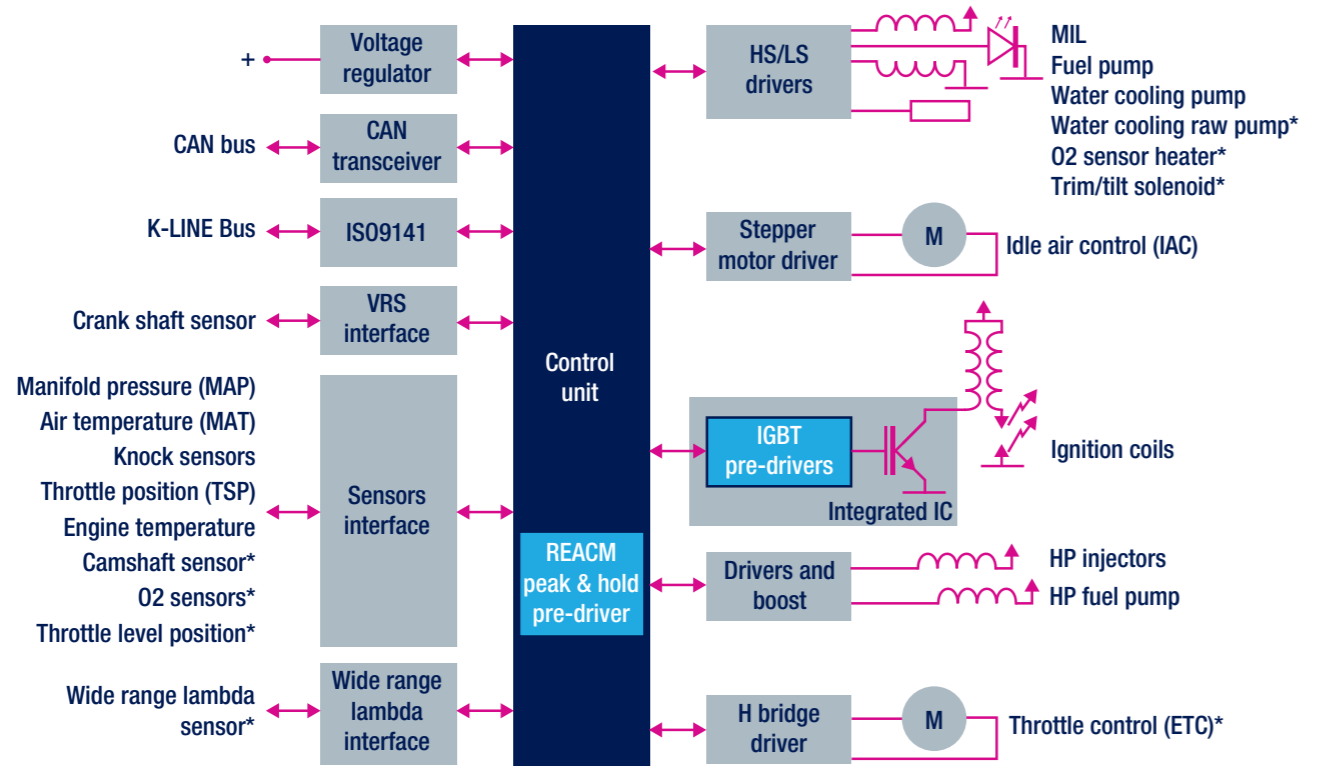 +
Voltage
regulator
CAN bus
CAN
transceiver
K-LINE Bus
ISO9141
Crank shaft sensor
VRS
interface
Manifold pressure (MAP)
Air temperature (MAT)
Knock sensors
Throttle position (TSP)
Engine temperature
Camshaft sensor*
O2 sensors*
Throttle level position*
Sensors
interface
Wide range lambda
sensor*
Wide range
lambda
interface
Control
unit
REACM
peak & hold
pre-driver
HS/LS
drivers
MIL
Fuel pump
Water cooling pump
Water cooling raw pump*
O2 sensor heater*
Trim/tilt solenoid*
Stepper
motor driver
M
Idle air control (IAC)
IGBT
pre-drivers
Integrated IC
Ignition coils
Drivers and
boost
HP injectors
HP fuel pump
H bridge
driver
M
Throttle control (ETC)*